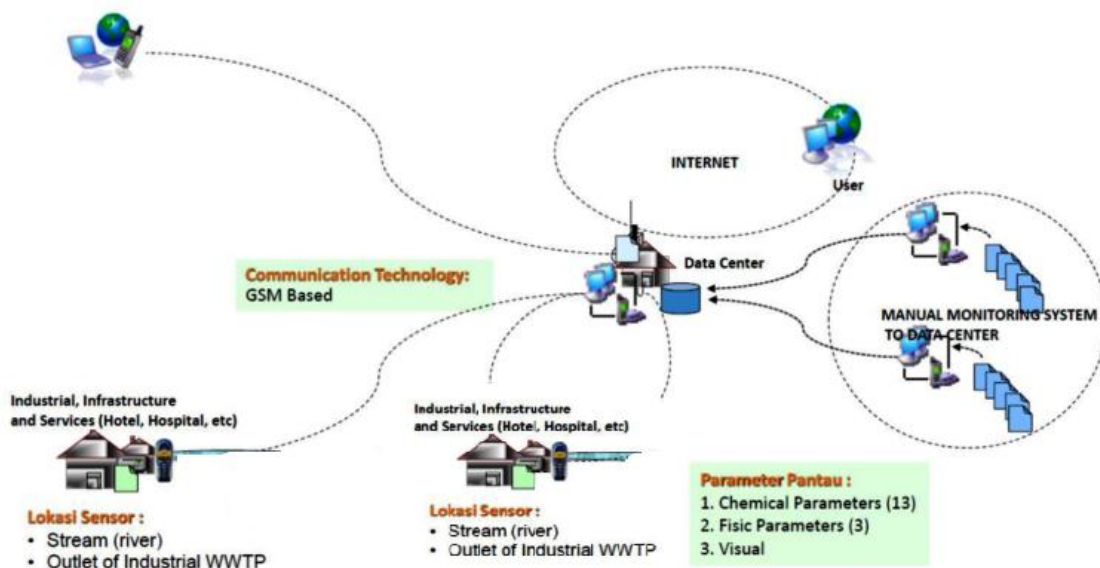 INTERNET
User
Data Center
Communication Technology:
GSM Based
MANUAL MONITORING SYSTEM
TO DATA CENTER
Industrial, Infrastructure
and Services (Hotel, Hospital, etc)
Lokasi Sensor :
• Stream (river)
• Outlet of Industrial WWTP
Industrial, Infrastructure
and Services (Hotel, Hospital, etc)
Lokasi Sensor :
• Stream (river)
• Outlet of Industrial WWTP
Parameter Pantau :
1. Chemical Parameters (13)
2. Fisic Parameters (3)
3. Visual